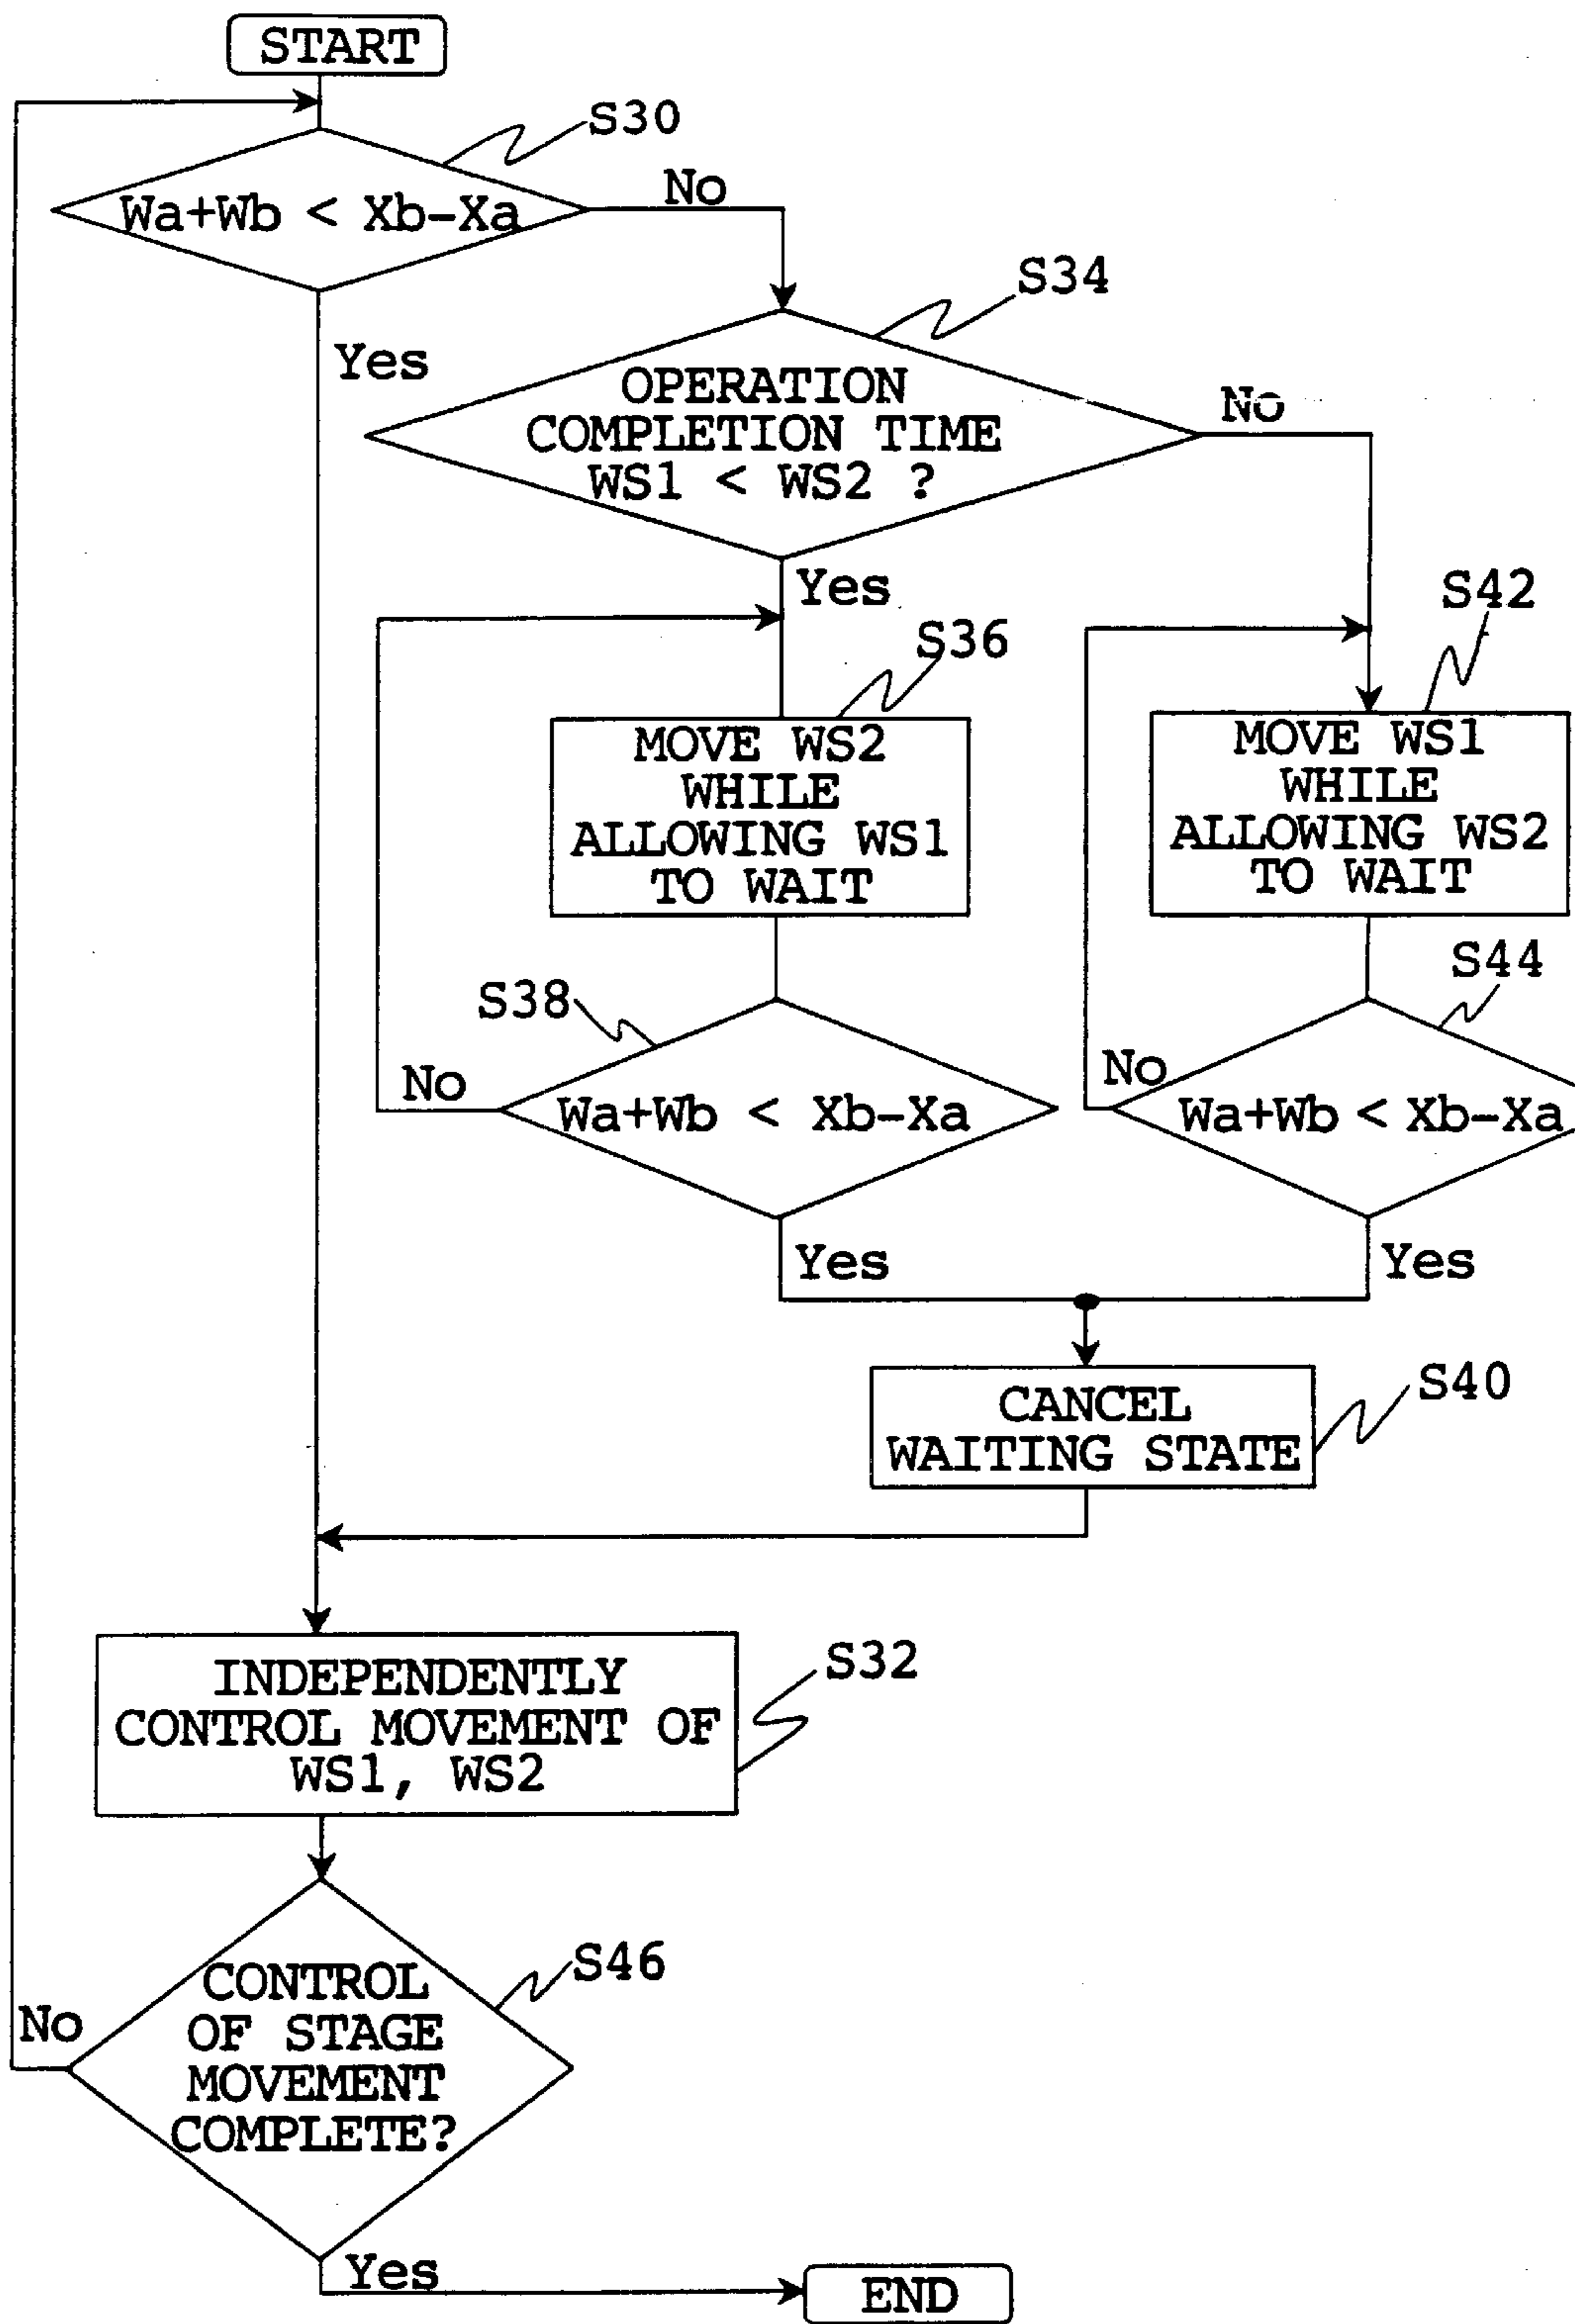 START
S30
Wa+Wb < Xb-Xa
No
S34
Yes
OPERATION
COMPLETION TIME
WS1 < WS2 ?
No
Yes
S42
S36
MOVE WS2
WHILE
ALLOWING WS1
TO WAIT
MOVE WS1
WHILE
ALLOWING WS2
TO WAIT
S38
S44
No
Wa+Wb < Xb-Xa
No
Wa+Wb < Xb-Xa
Yes
Yes
CANCEL
WAITING STATE
S40
INDEPENDENTLY
CONTROL MOVEMENT OF
WS1, WS2
S32
CONTROL
OF STAGE
MOVEMENT
COMPLETE?
S46
No
Yes
END